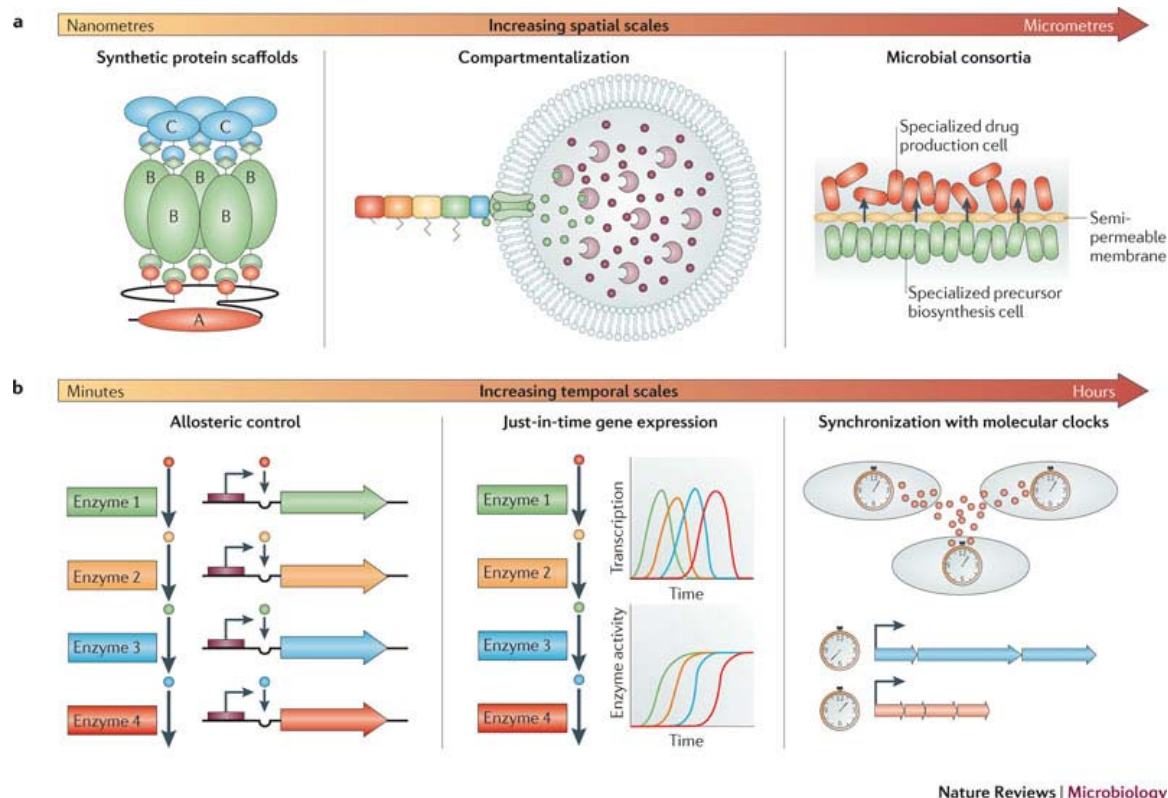 a
Nanometres Increasing spatial scales Micrometres
Synthetic protein scaffolds
C C
B B B
B B
A
Compartmentalization
Microbial consortia
Specialized drug
production cell
Semi-
permeable
membrane
Specialized precursor
biosynthesis cell
b
Minutes Increasing temporal scales Hours
Allosteric control
Enzyme 1
Enzyme 2
Enzyme 3
Enzyme 4
Just-in-time gene expression
Enzyme 1
Enzyme 2
Enzyme 3
Enzyme 4
Transcription
Time
Enzyme activity
Time
Synchronization with molecular clocks
Nature Reviews | Microbiology